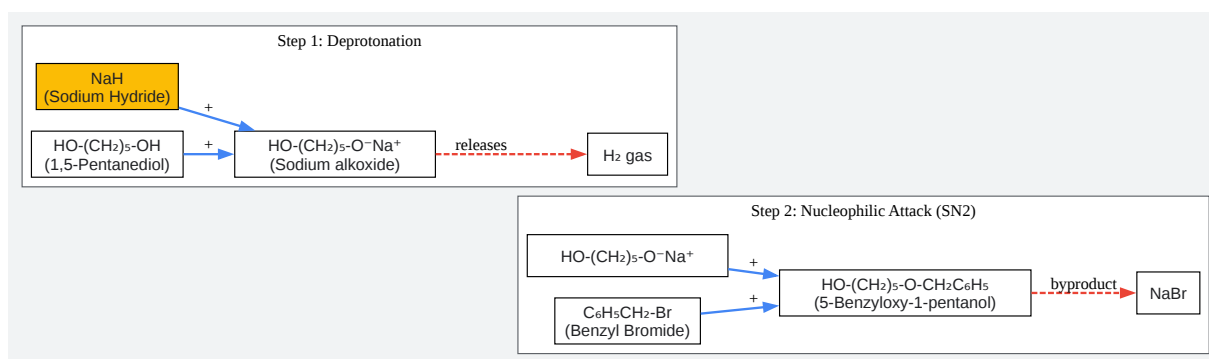 Step 1: Deprotonation
NaH
(Sodium Hydride)
+
HO-(CH₂)₅-OH
(1,5-Pentanediol)
+
HO-(CH₂)₅-O⁻Na⁺
(Sodium alkoxide)
releases
H₂ gas
Step 2: Nucleophilic Attack (SN2)
HO-(CH₂)₅-O⁻Na⁺
+
C₆H₅CH₂-Br
(Benzyl Bromide)
+
HO-(CH₂)₅-O-CH2C₆H₅
(5-Benzyloxy-1-pentanol)
byproduct
NaBr